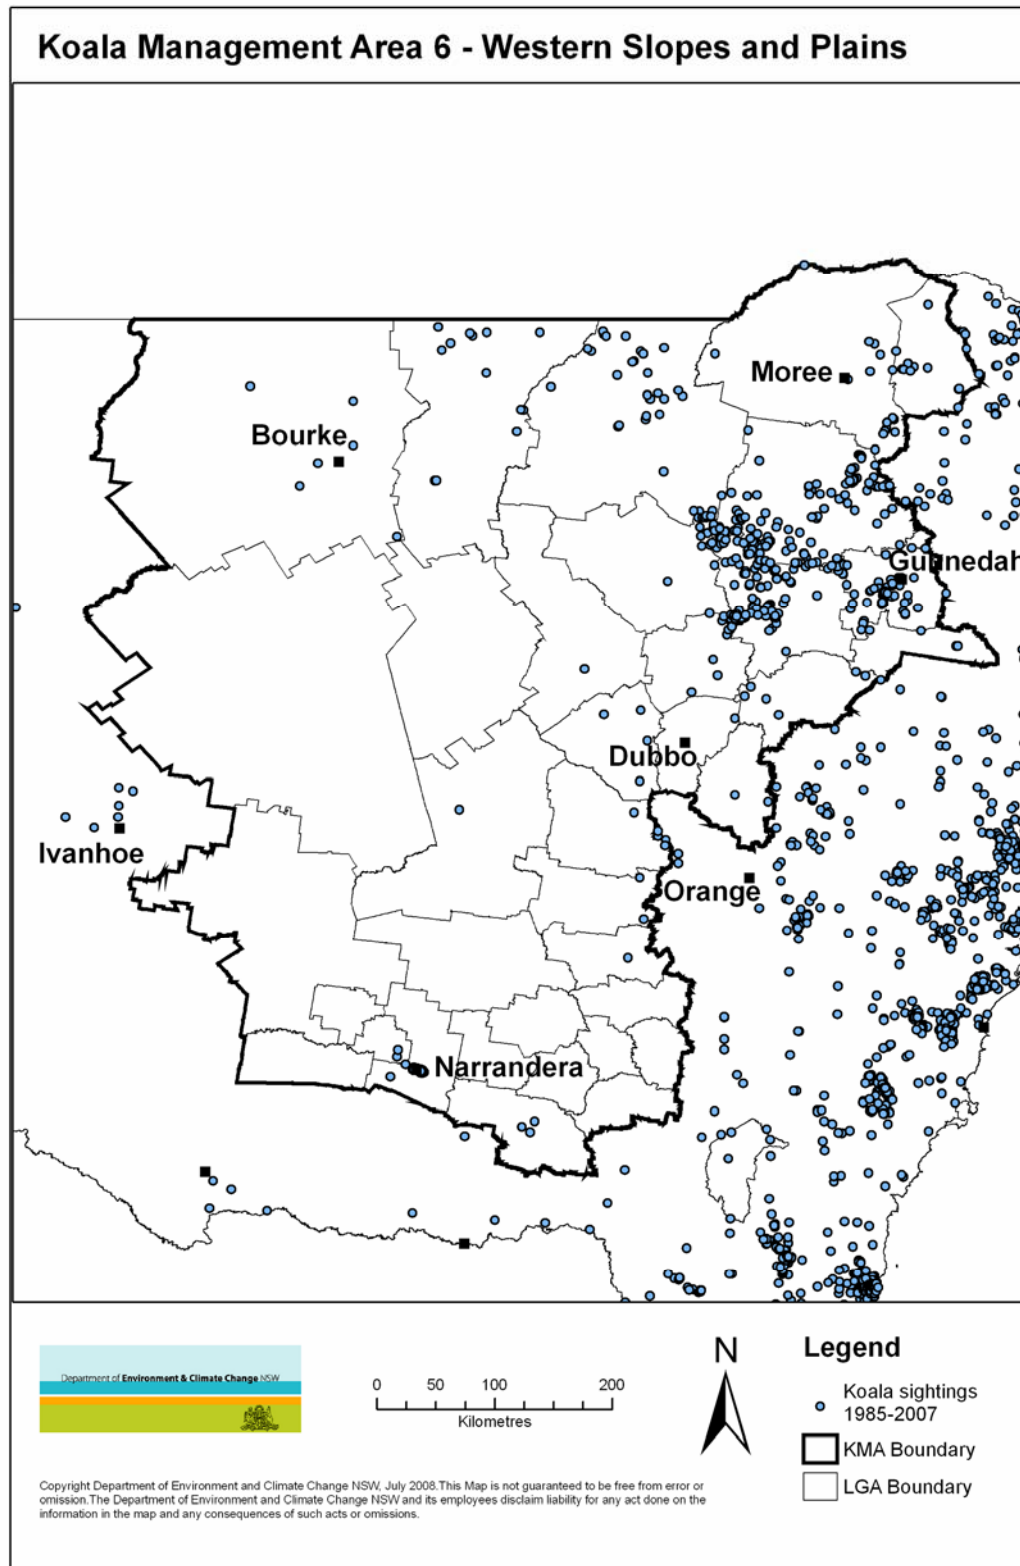 Koala Management Area 6 - Western Slopes and Plains
Moree
Bourke
Gunnedah
Dubbo
Ivanhoe
Orange
Narrandera
Department of Environment & Climate Change NSW
0 50 100 200
Kilometres
N
Legend
Koala sightings
1985-2007
KMA Boundary
LGA Boundary
Copyright Department of Environment and Climate Change NSW, July 2008.This Map is not guaranteed to be free from error or
omission.The Department of Environment and Climate Change NSW and its employees disclaim liability for any act done on the
information in the map and any consequences of such acts or omissions.